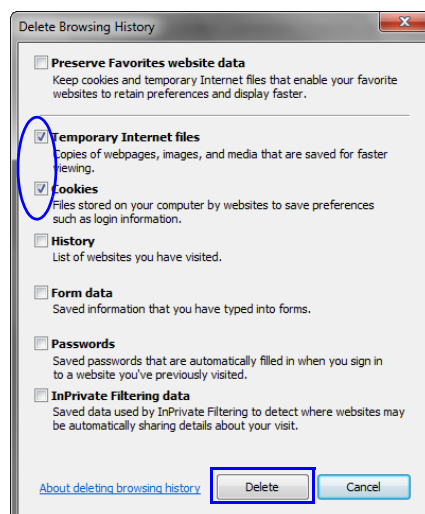 Delete Browsing History
Preserve Favorites website data
Keep cookies and temporary Internet files that enable your favorite
websites to retain preferences and display faster.
Temporary Internet files
Copies of webpages, images, and media that are saved for faster
viewing.
Cookies
Files stored on your computer by websites to save preferences
such as login information.
History
List of websites you have visited.
Form data
Saved information that you have typed into forms.
Passwords
Saved passwords that are automatically filled in when you sign in
to a website you've previously visited.
InPrivate Filtering data
Saved data used by InPrivate Filtering to detect where websites may
be automatically sharing details about your visit.
About deleting browsing history Delete Cancel